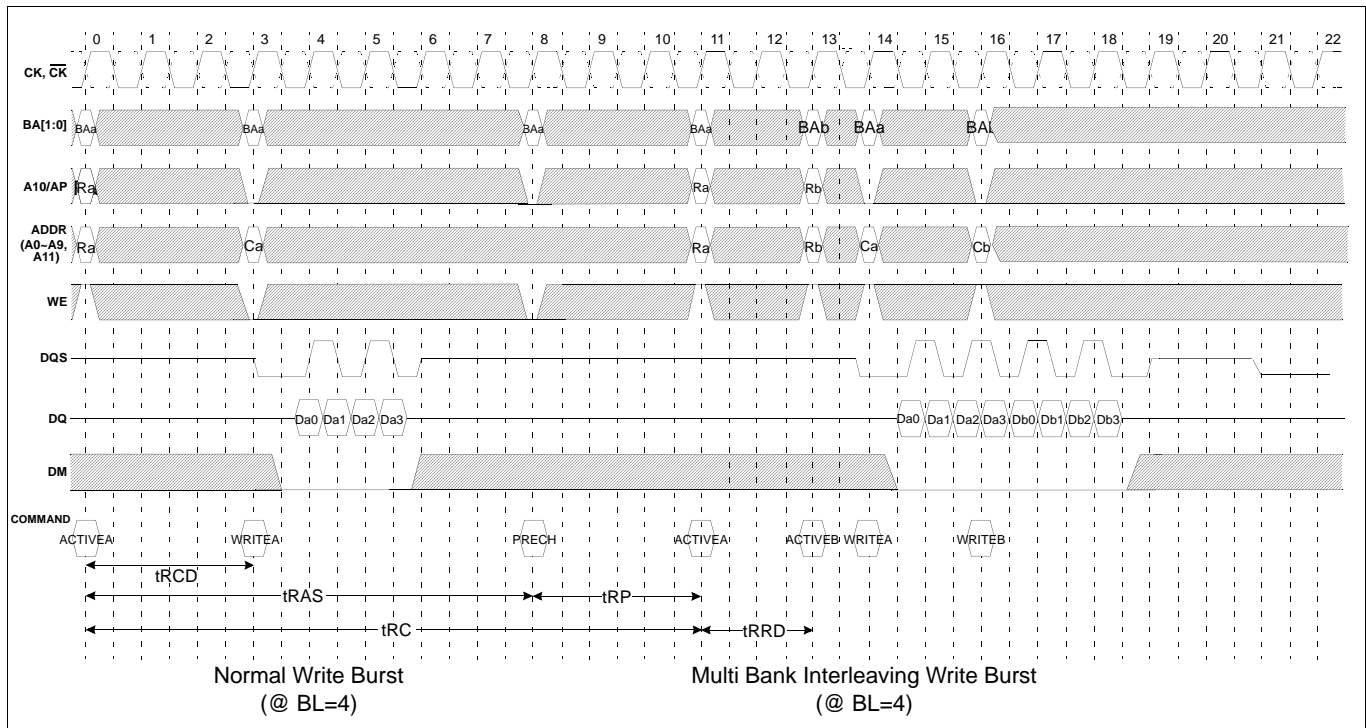 0 1 2 3 4 5 6 7 8 9 10 11 12 13 14 15 16 17 18 19 20 21 22
CK, CK
BA[1:0] BAa BAa BAa BAa BAb BAa
A10/AP Ra Ra Rb
ADDR
(A0~A9,
A11)
Ra Ca Ra Rb Ca Cb
WE
DQS
DQ Da0 Da1 Da2 Da3 Da0 Da1 Da2 Da3 Db0 Db1 Db2 Db3
DM
COMMAND
ACTIVEA WRITEA PRECH ACTIVEA ACTIVEB WRITEA WRITEB
tRCD
tRAS tRP
tRC tRRD
Normal Write Burst Multi Bank Interleaving Write Burst
(@ BL=4) (@ BL=4)